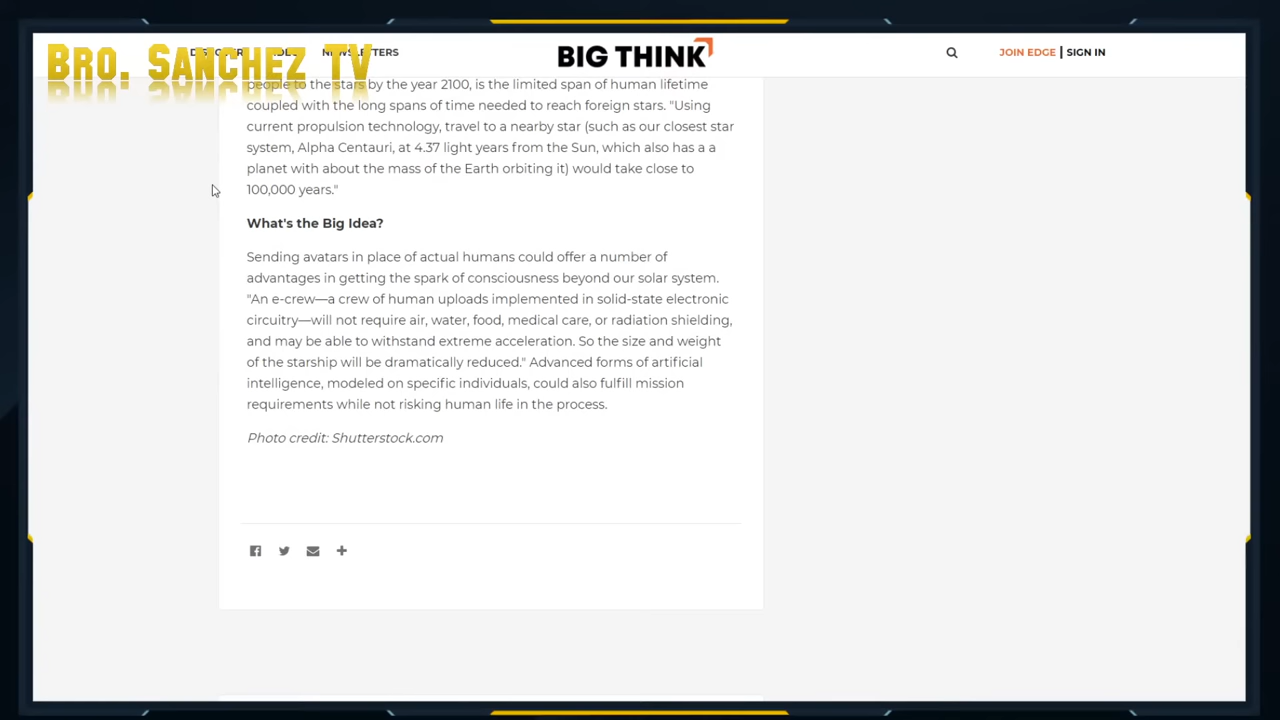 BRO. SANCHEZ TV
NEWSLETTERS
BIG THINK
JOIN EDGE | SIGN IN
people to the stars by the year 2100, is the limited span of human lifetime
coupled with the long spans of time needed to reach foreign stars. "Using
current propulsion technology, travel to a nearby star (such as our closest star
system, Alpha Centauri, at 4.37 light years from the Sun, which also has a a
planet with about the mass of the Earth orbiting it) would take close to
100,000 years."
What's the Big Idea?
Sending avatars in place of actual humans could offer a number of
advantages in getting the spark of consciousness beyond our solar system.
"An e-crew—a crew of human uploads implemented in solid-state electronic
circuitry—will not require air, water, food, medical care, or radiation shielding,
and may be able to withstand extreme acceleration. So the size and weight
of the starship will be dramatically reduced." Advanced forms of artificial
intelligence, modeled on specific individuals, could also fulfill mission
requirements while not risking human life in the process.
Photo credit: Shutterstock.com